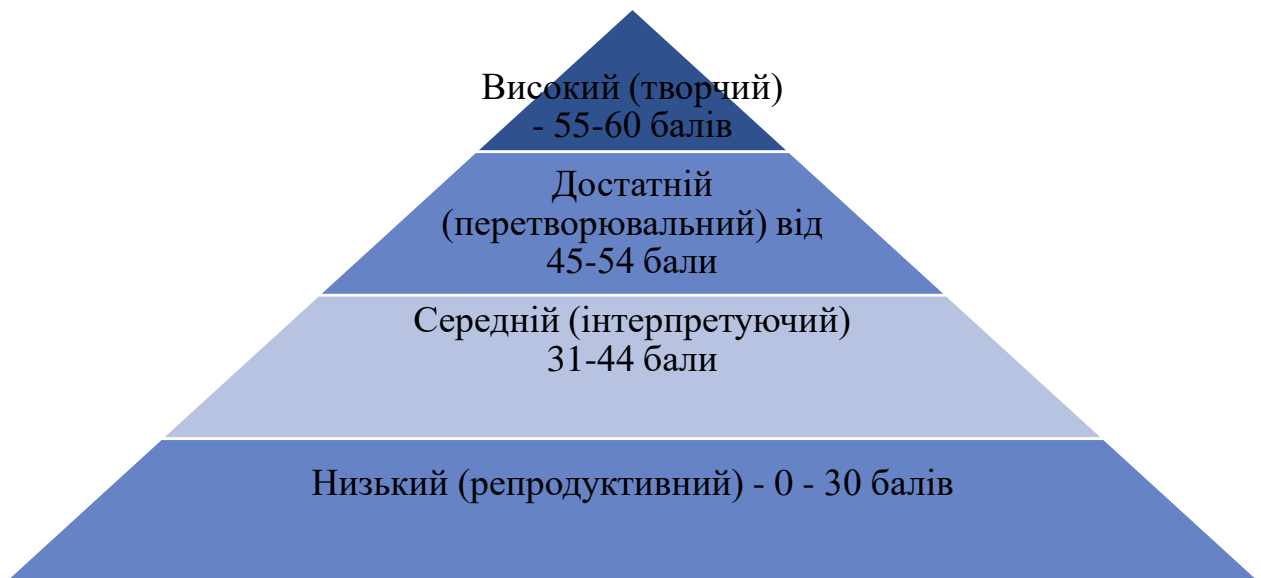 Високий (творчий)
- 55-60 балів
Достатній
(перетворювальний) від
45-54 бали
Середній (інтерпретуючий)
31-44 бали
Низький (репродуктивний) - 0 - 30 балів